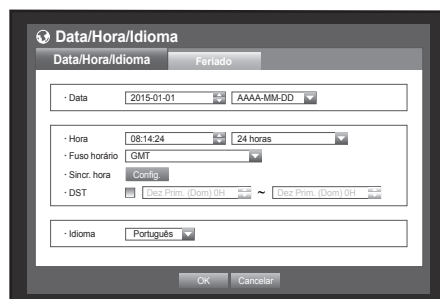 Data/Hora/Idioma
Data/Hora/Idioma Feriado
· Data 2015-01-01 AAAA-MM-DD
· Hora 08:14:24 24 horas
· Fuso horário GMT
· Sincr. hora Config.
· DST Dez Prim. (Dom) 0H ~ Dez Prim. (Dom) 0H
· Idioma Português
OK Cancelar